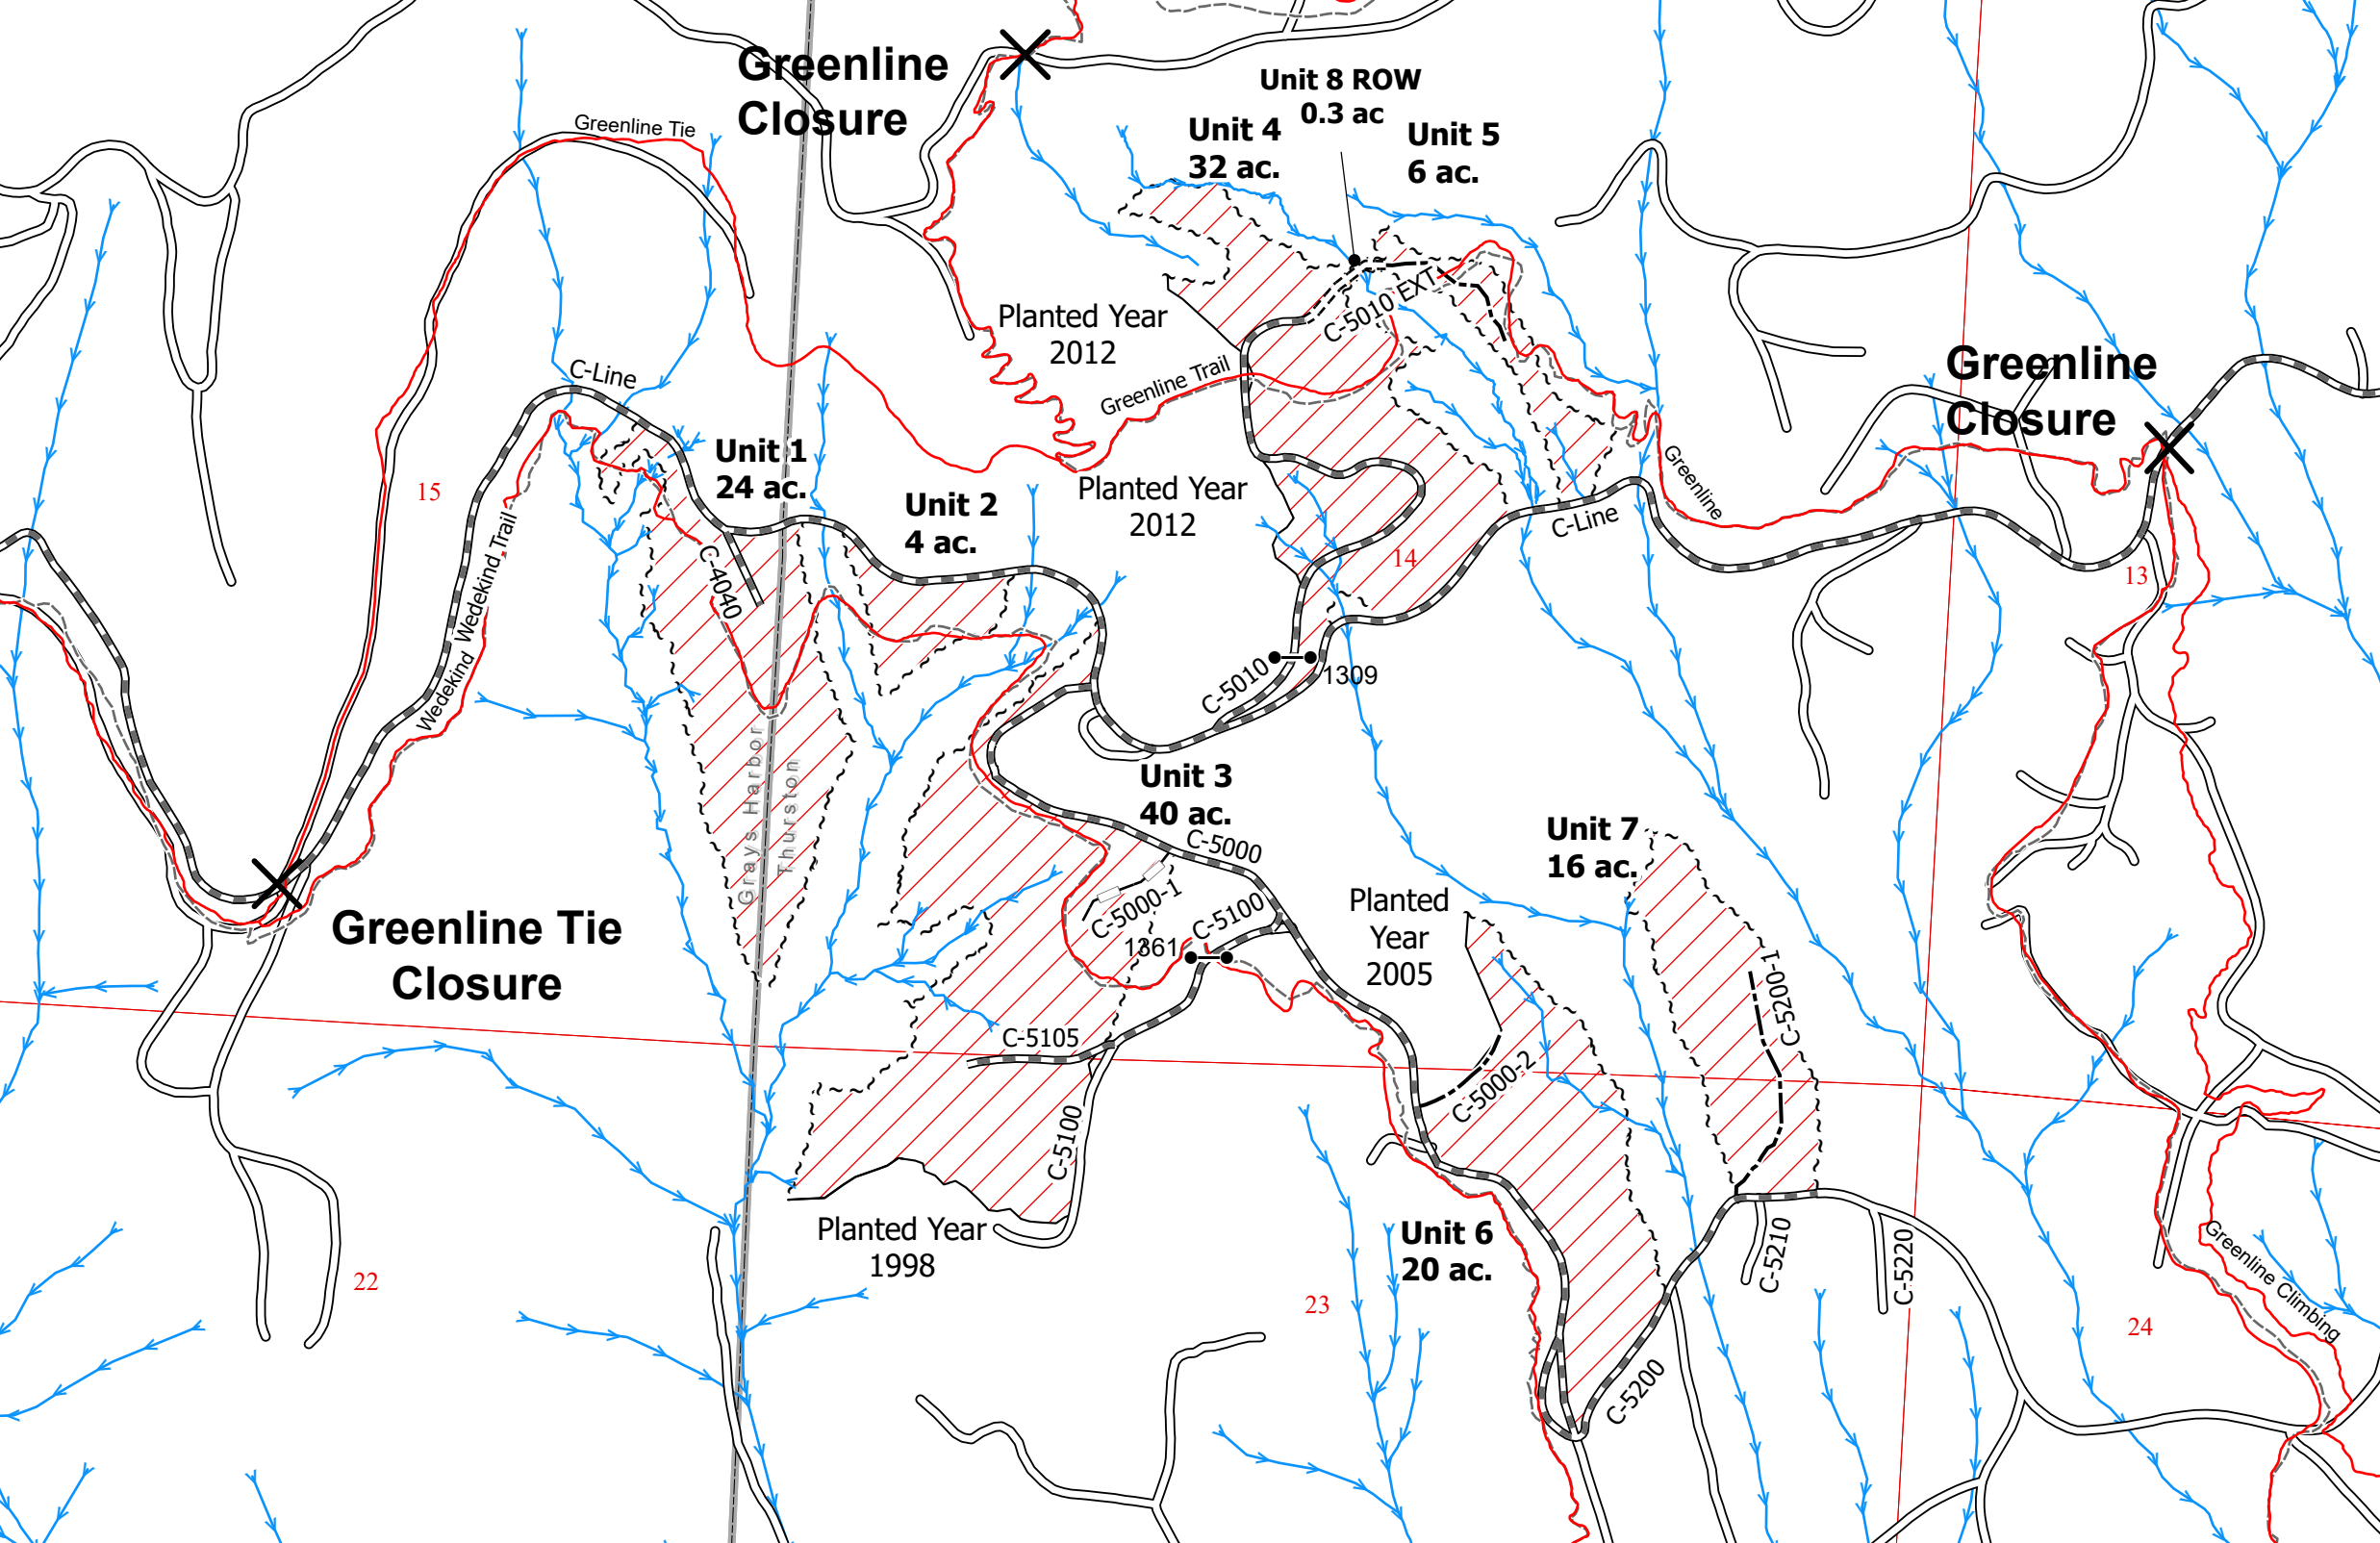 Greenline
Closure
Greenline Tie
Unit 8 ROW
0.3 ac
Unit 4
32 ac.
Unit 5
6 ac.
C-5010 EXT
Planted Year
2012
Greenline Trail
Greenline
Closure
C-Line
Unit 1
24 ac.
15
Unit 2
4 ac.
Planted Year
2012
Greenline
C-Line
14
13
C-4040
Wedekind Trail
Wedekind
C-5010
1309
Grays Harbor
Thurston
Unit 3
40 ac.
C-5000
Unit 7
16 ac.
C-5000-1
C-5100
1361
Planted
Year
2005
Greenline Tie
Closure
C-5200-1
C-5105
C-5000-2
C-5100
Planted Year
1998
Unit 6
20 ac.
C-5210
C-5220
Greenline Climbing
22
23
24
C-5200